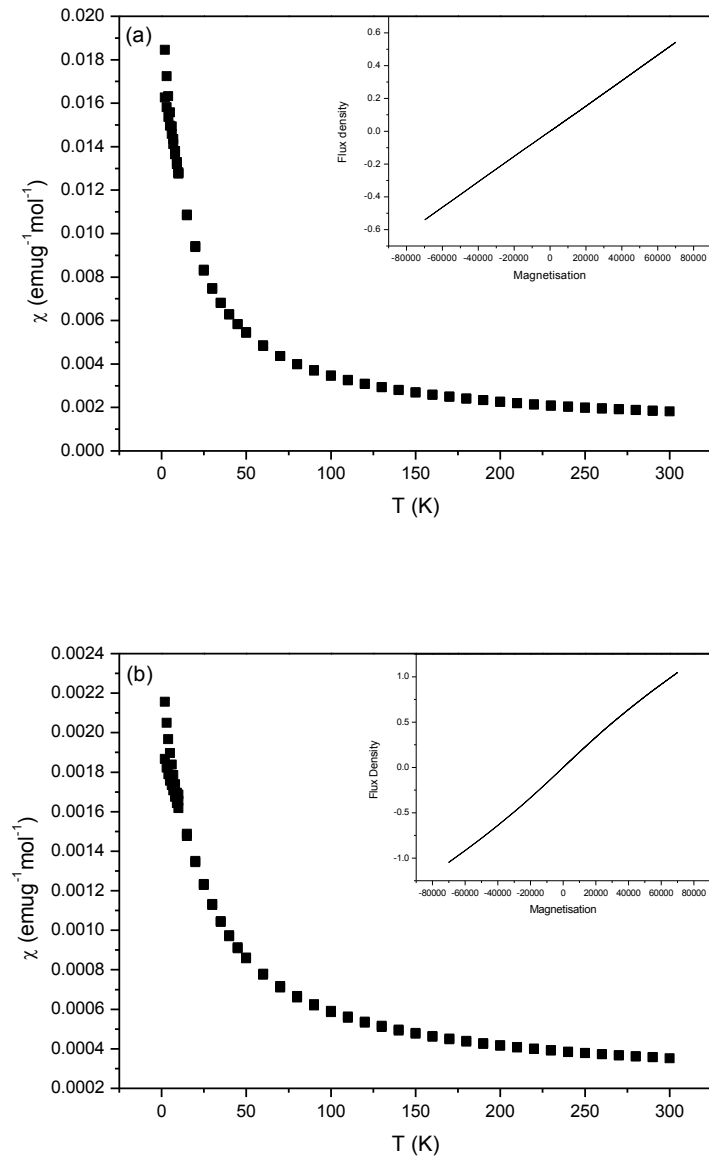 (a)
0.020
0.018
0.016
0.014
0.012
0.010
0.008
0.006
0.004
0.002
0.000
χ (emug⁻¹mol⁻¹)
0 50 100 150 200 250 300
T (K)
0.6
0.4
0.2
0.0
-0.2
-0.4
-0.6
Flux density
-80000 -60000 -40000 -20000 0 20000 40000 60000 80000
Magnetisation
(b)
0.0024
0.0022
0.0020
0.0018
0.0016
0.0014
0.0012
0.0010
0.0008
0.0006
0.0004
0.0002
χ (emug⁻¹mol⁻¹)
0 50 100 150 200 250 300
T (K)
1.0
0.5
0.0
-0.5
-1.0
Flux Density
-80000 -60000 -40000 -20000 0 20000 40000 60000 80000
Magnetisation